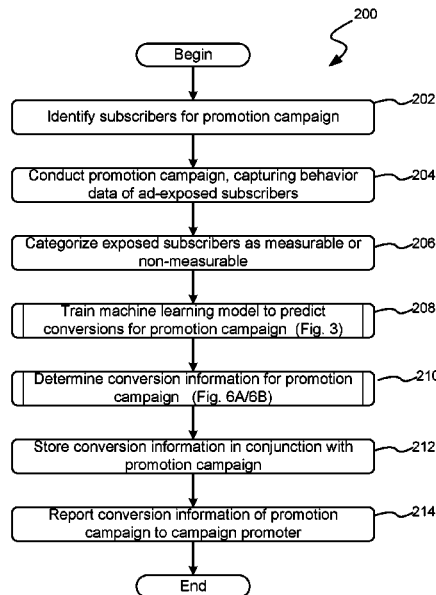 200
Begin
Identify subscribers for promotion campaign
202
Conduct promotion campaign, capturing behavior
data of ad-exposed subscribers
204
Categorize exposed subscribers as measurable or
non-measurable
206
Train machine learning model to predict
conversions for promotion campaign (Fig. 3)
208
Determine conversion information for promotion
campaign (Fig. 6A/6B)
210
Store conversion information in conjunction with
promotion campaign
212
Report conversion information of promotion
campaign to campaign promoter
214
End